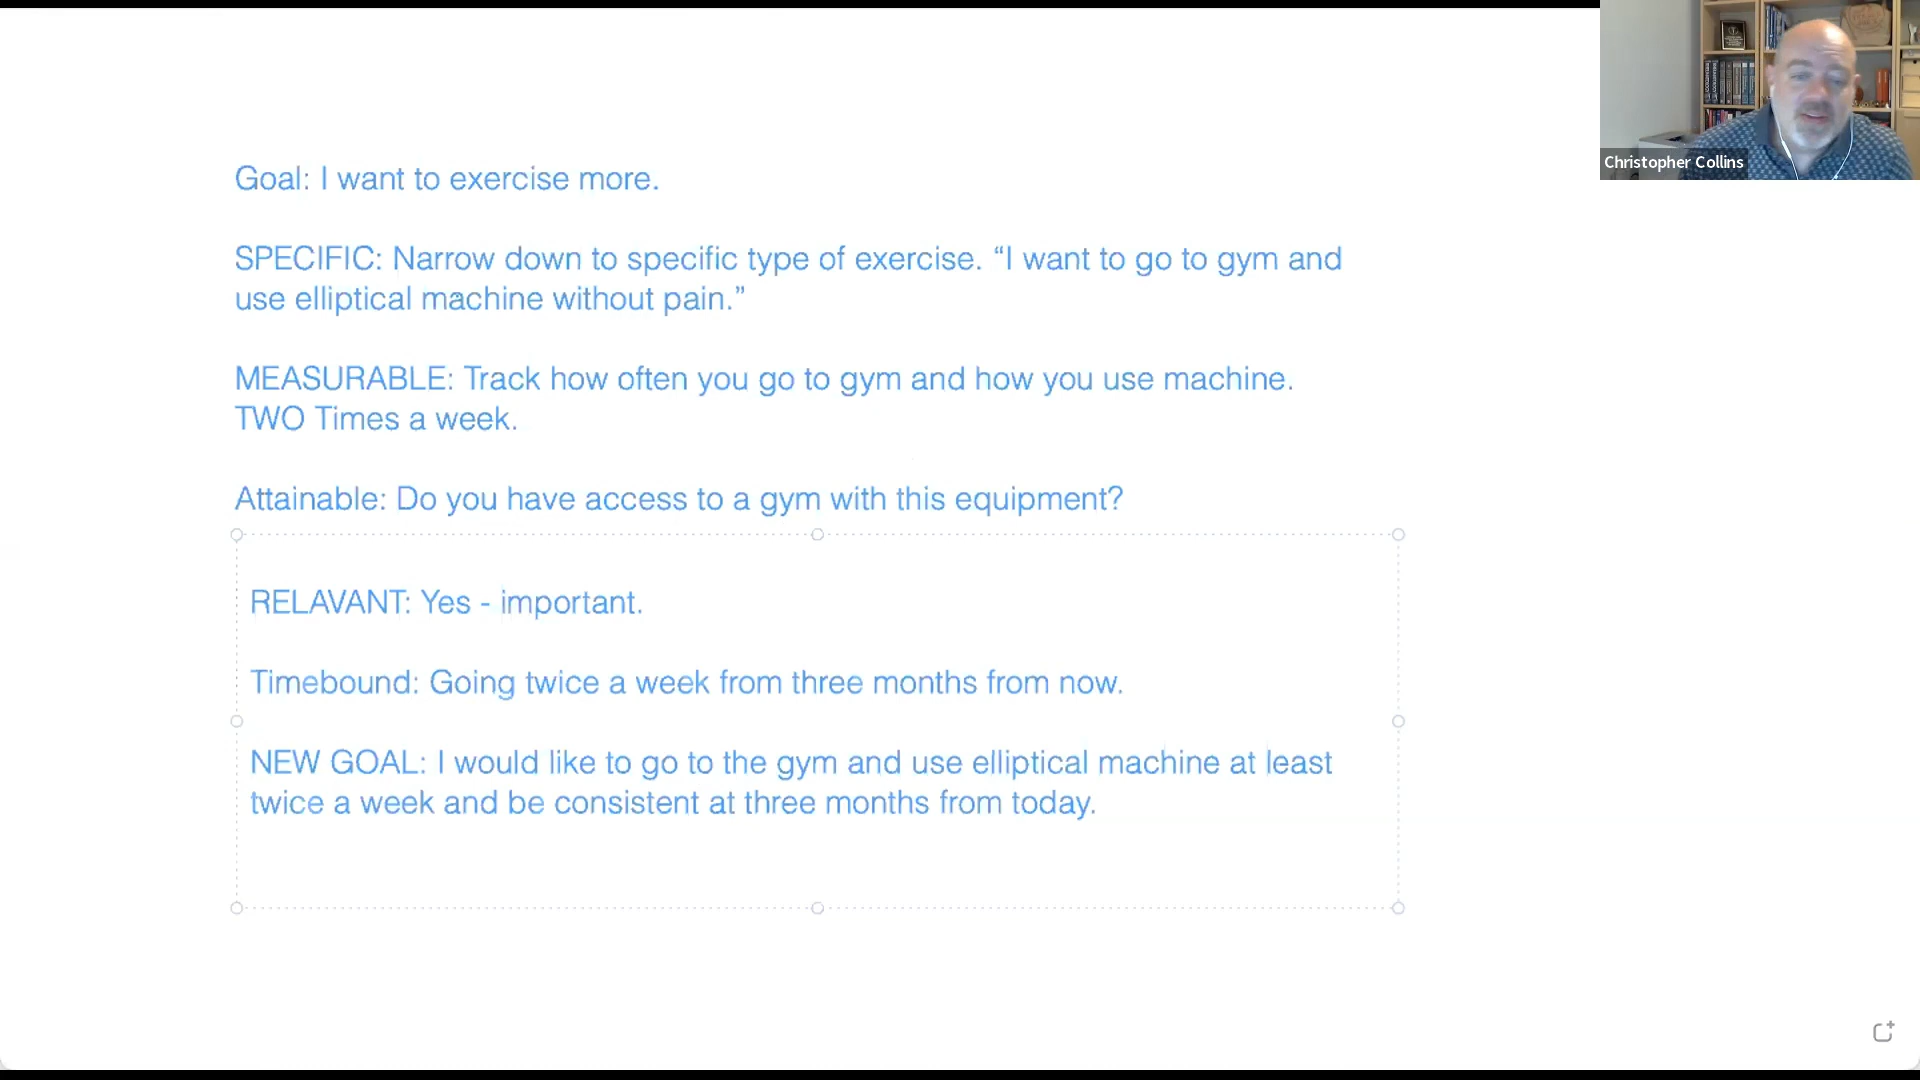 Goal: I want to exercise more.
SPECIFIC: Narrow down to specific type of exercise. “I want to go to gym and
use elliptical machine without pain.”
MEASURABLE: Track how often you go to gym and how you use machine.
TWO Times a week.
Attainable: Do you have access to a gym with this equipment?
RELAVANT: Yes - important.
Timebound: Going twice a week from three months from now.
NEW GOAL: I would like to go to the gym and use elliptical machine at least
twice a week and be consistent at three months from today.
Christopher Collins